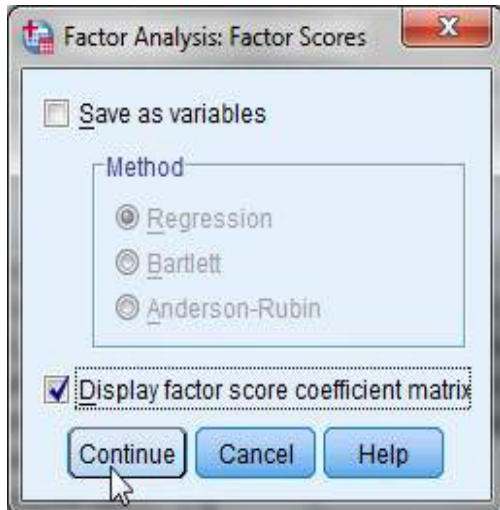 Factor Analysis: Factor Scores
X
Save as variables
Method
Regression
Bartlett
Anderson-Rubin
Display factor score coefficient matrix
Continue Cancel Help